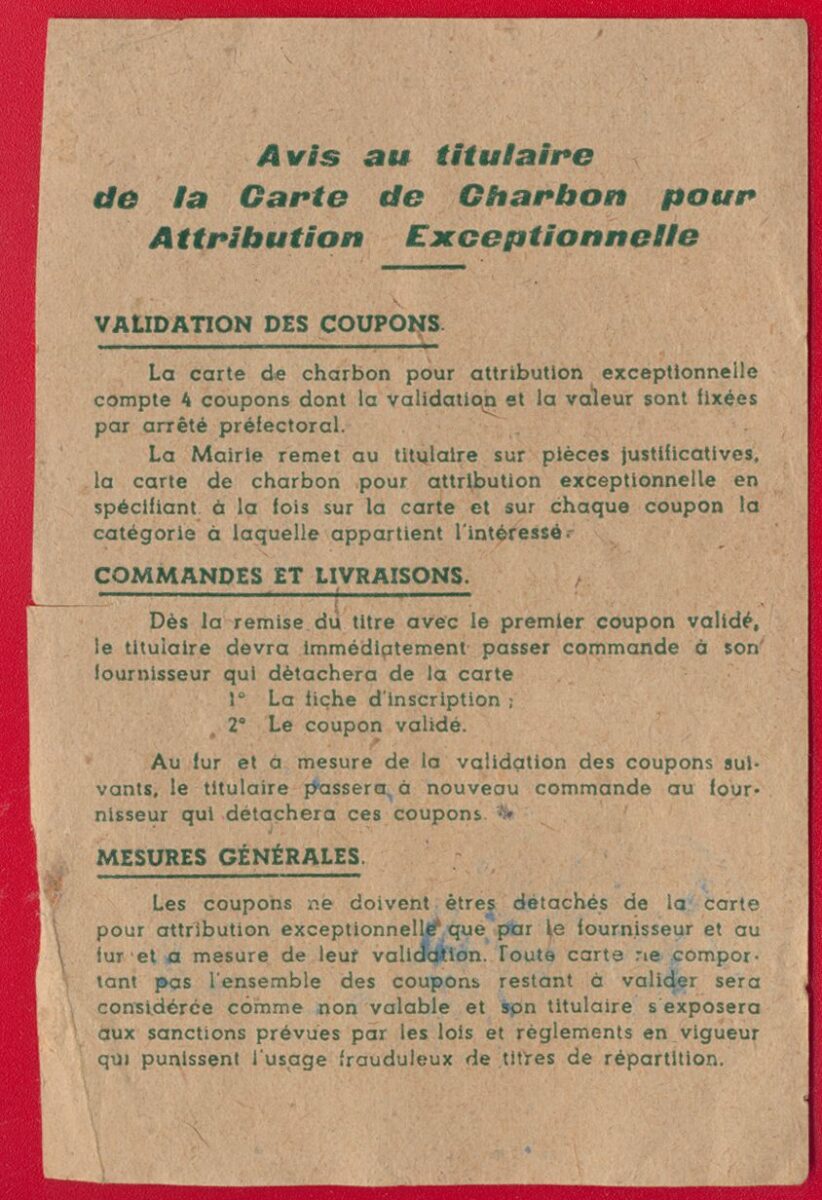 Avis au titulaire
de la Carte de Charbon pour
Attribution Exceptionnelle
VALIDATION DES COUPONS.
La carte de charbon pour attribution exceptionnelle
compte 4 coupons dont la validation et la valeur sont fixées
par arrêté préfectoral.
La Mairie remet au titulaire sur pièces justificatives,
la carte de charbon pour attribution exceptionnelle en
spécifiant à la fois sur la carte et sur chaque coupon la
catégorie à laquelle appartient l'intéressé.
COMMANDES ET LIVRAISONS.
Dès la remise du titre avec le premier coupon validé,
le titulaire devra immédiatement passer commande à son
fournisseur qui détachera de la carte
1° La fiche d'inscription ;
2° Le coupon validé.
Au fur et à mesure de la validation des coupons sui-
vants, le titulaire passera à nouveau commande au four-
nisseur qui détachera ces coupons.
MESURES GÉNÉRALES.
Les coupons ne doivent êtres détachés de la carte
pour attribution exceptionnelle que par le fournisseur et au
fur et a mesure de leur validation. Toute carte ne compor-
tant pas l'ensemble des coupons restant à valider sera
considérée comme non valable et son titulaire s'exposera
aux sanctions prévues par les lois et règlements en vigueur
qui punissent l'usage frauduleux de titres de répartition.